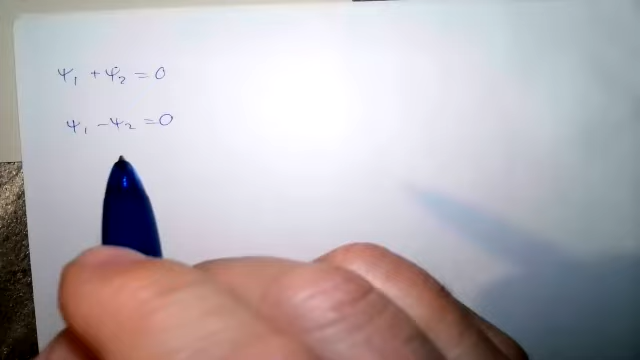 ψ₁ + ψ₂ = 0
ψ₁ - ψ₂ = 0